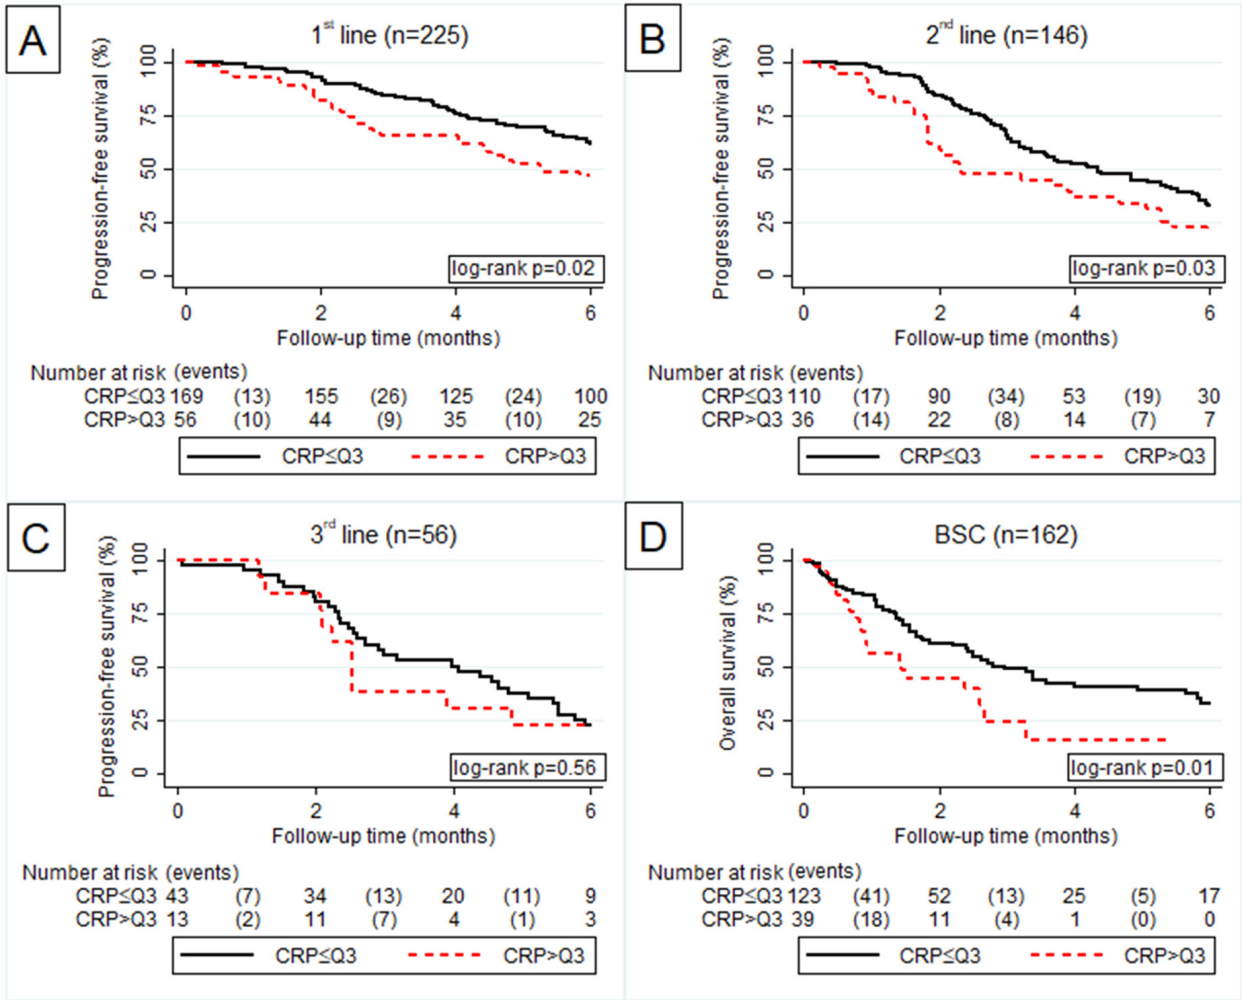 A
1st line (n=225)
Progression-free survival (%)
100
75
50
25
0
log-rank p=0.02
0 2 4 6
Follow-up time (months)
Number at risk (events)
CRP≤Q3 169 (13) 155 (26) 125 (24) 100
CRP>Q3 56 (10) 44 (9) 35 (10) 25
CRP≤Q3 CRP>Q3
B
2nd line (n=146)
Progression-free survival (%)
100
75
50
25
0
log-rank p=0.03
0 2 4 6
Follow-up time (months)
Number at risk (events)
CRP≤Q3 110 (17) 90 (34) 53 (19) 30
CRP>Q3 36 (14) 22 (8) 14 (7) 7
CRP≤Q3 CRP>Q3
C
3rd line (n=56)
Progression-free survival (%)
100
75
50
25
0
log-rank p=0.56
0 2 4 6
Follow-up time (months)
Number at risk (events)
CRP≤Q3 43 (7) 34 (13) 20 (11) 9
CRP>Q3 13 (2) 11 (7) 4 (1) 3
CRP≤Q3 CRP>Q3
D
BSC (n=162)
Overall survival (%)
100
75
50
25
0
log-rank p=0.01
0 2 4 6
Follow-up time (months)
Number at risk (events)
CRP≤Q3 123 (41) 52 (13) 25 (5) 17
CRP>Q3 39 (18) 11 (4) 1 (0) 0
CRP≤Q3 CRP>Q3